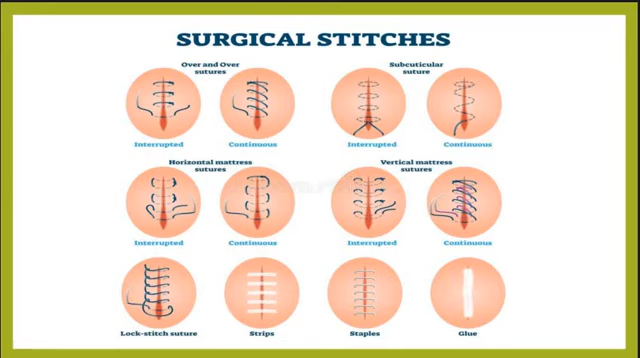 SURGICAL STITCHES
Over and Over
sutures
Subcuticular
suture
Interrupted
Continuous
Interrupted
Continuous
Horizontal mattress
sutures
Vertical mattress
sutures
Interrupted
Continuous
Interrupted
Continuous
Lock-stitch suture
Strips
Staples
Glue